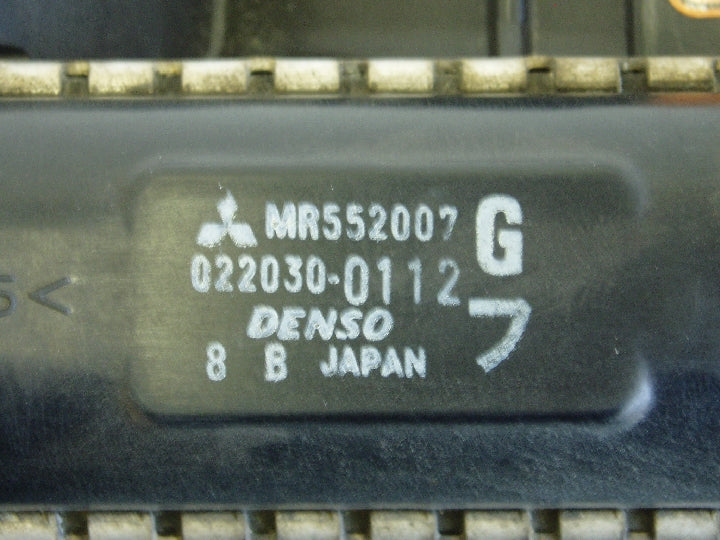 MR552007 G
022030-0112
DENSO フ
8 B JAPAN